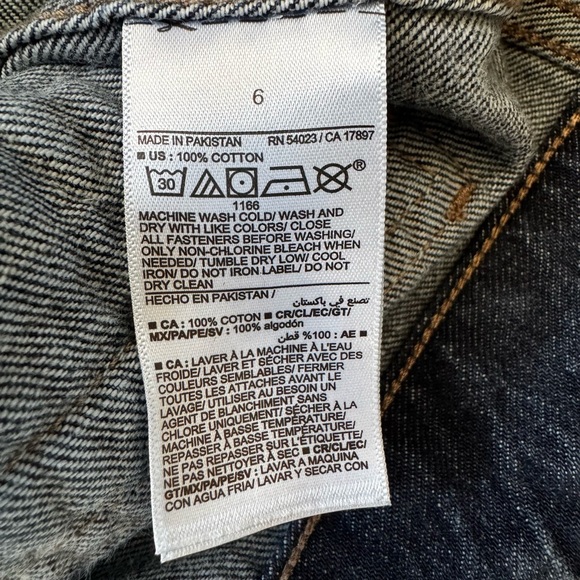 6
MADE IN PAKISTAN RN 54023 / CA 17897
■ US : 100% COTTON
30 ®
1166
MACHINE WASH COLD/ WASH AND
DRY WITH LIKE COLORS/ CLOSE
ALL FASTENERS BEFORE WASHING/
ONLY NON-CHLORINE BLEACH WHEN
NEEDED/ TUMBLE DRY LOW/ COOL
IRON/ DO NOT IRON LABEL/ DO NOT
DRY CLEAN
HECHO EN PAKISTAN / تصنع في باكستان
■ CA : 100% COTON ■ CR/CL/EC/GT/
MX/PA/PE/SV : 100% algodón
■ AE : 100% قطن
■ CA : LAVER À LA MACHINE À L'EAU
FROIDE/ LAVER ET SÉCHER AVEC DES
COULEURS SEMBLABLES/ FERMER
TOUTES LES ATTACHES AVANT LE
LAVAGE/ UTILISER AU BESOIN UN
AGENT DE BLANCHIMENT SANS
CHLORE UNIQUEMENT/ SÉCHER À LA
MACHINE À BASSE TEMPÉRATURE/
REPASSER À BASSE TEMPÉRATURE/
NE PAS REPASSER SUR L'ÉTIQUETTE/
NE PAS NETTOYER À SEC ■ CR/CL/EC/
GT/MX/PA/PE/SV : LAVAR A MAQUINA
CON AGUA FRIA/ LAVAR Y SECAR CON